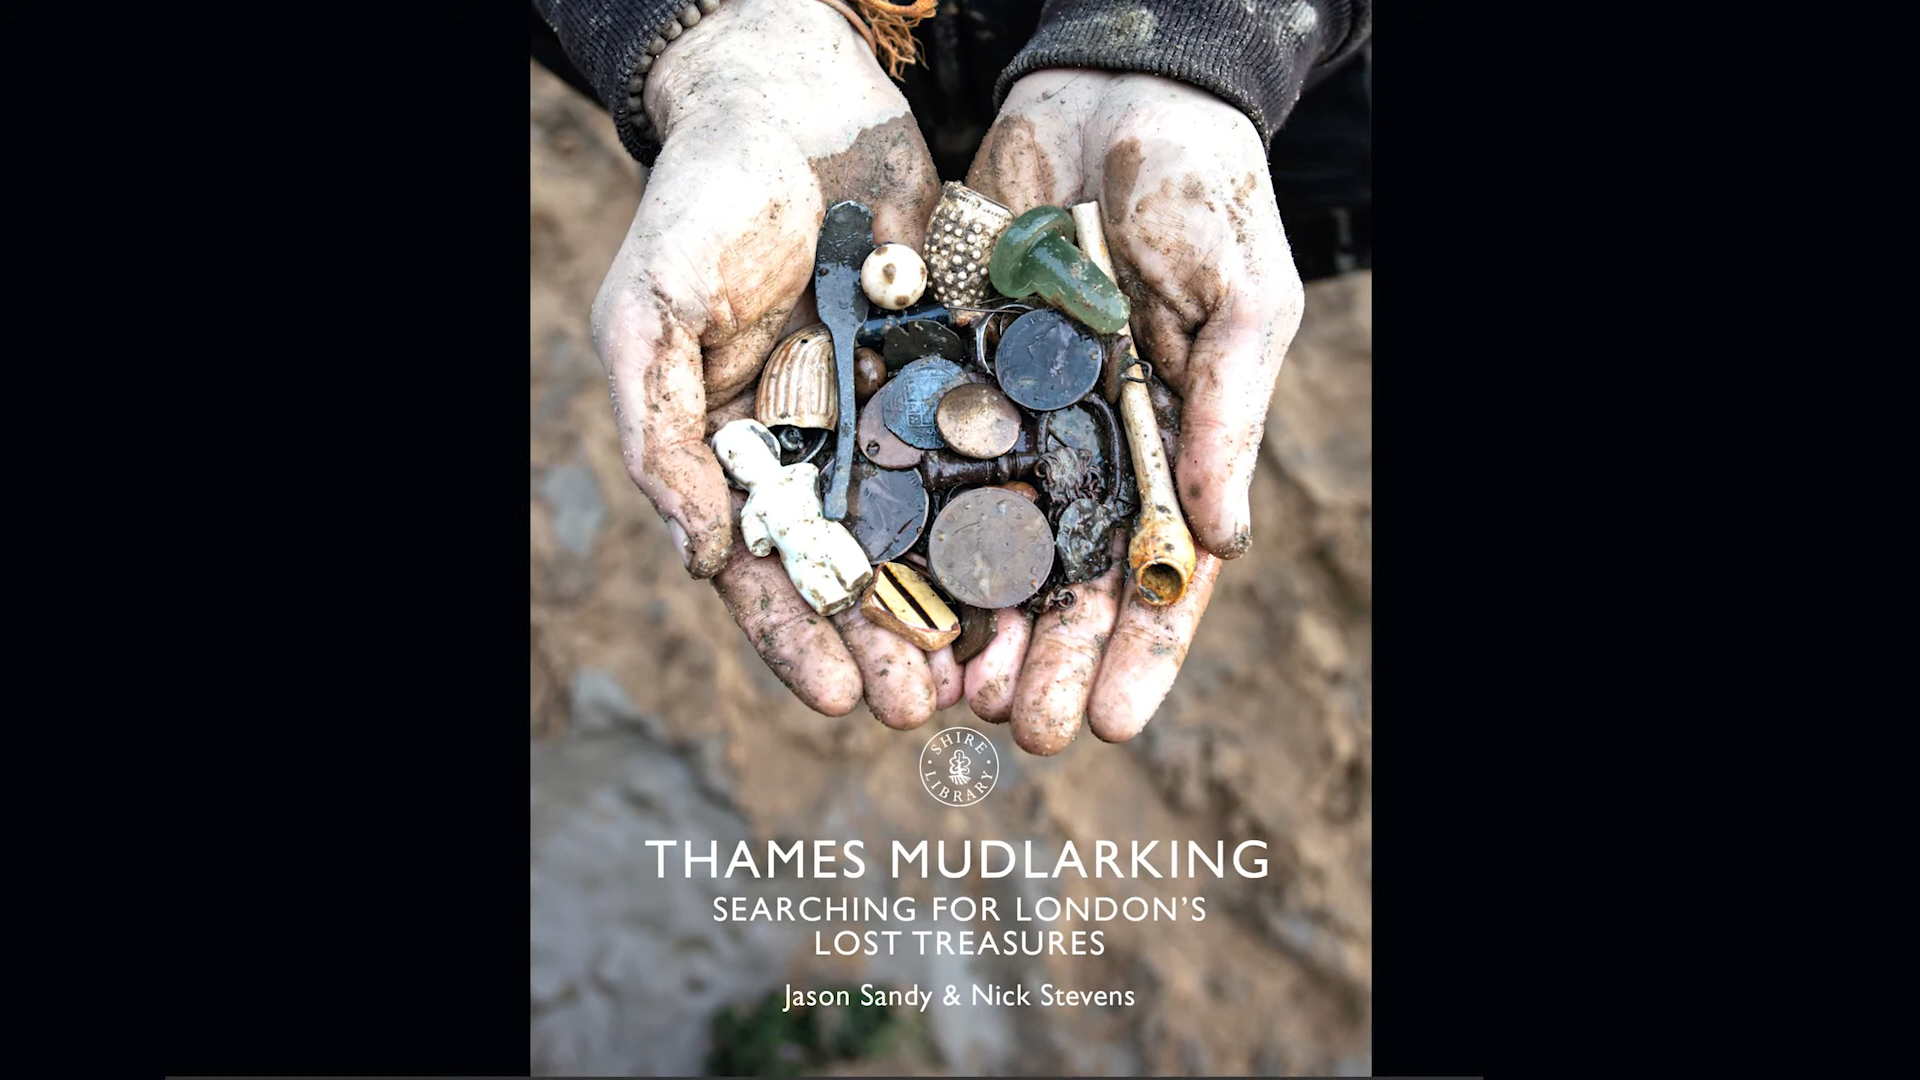 SHIRE
LIBRARY
THAMES MUDLARKING
SEARCHING FOR LONDON'S
LOST TREASURES
Jason Sandy & Nick Stevens